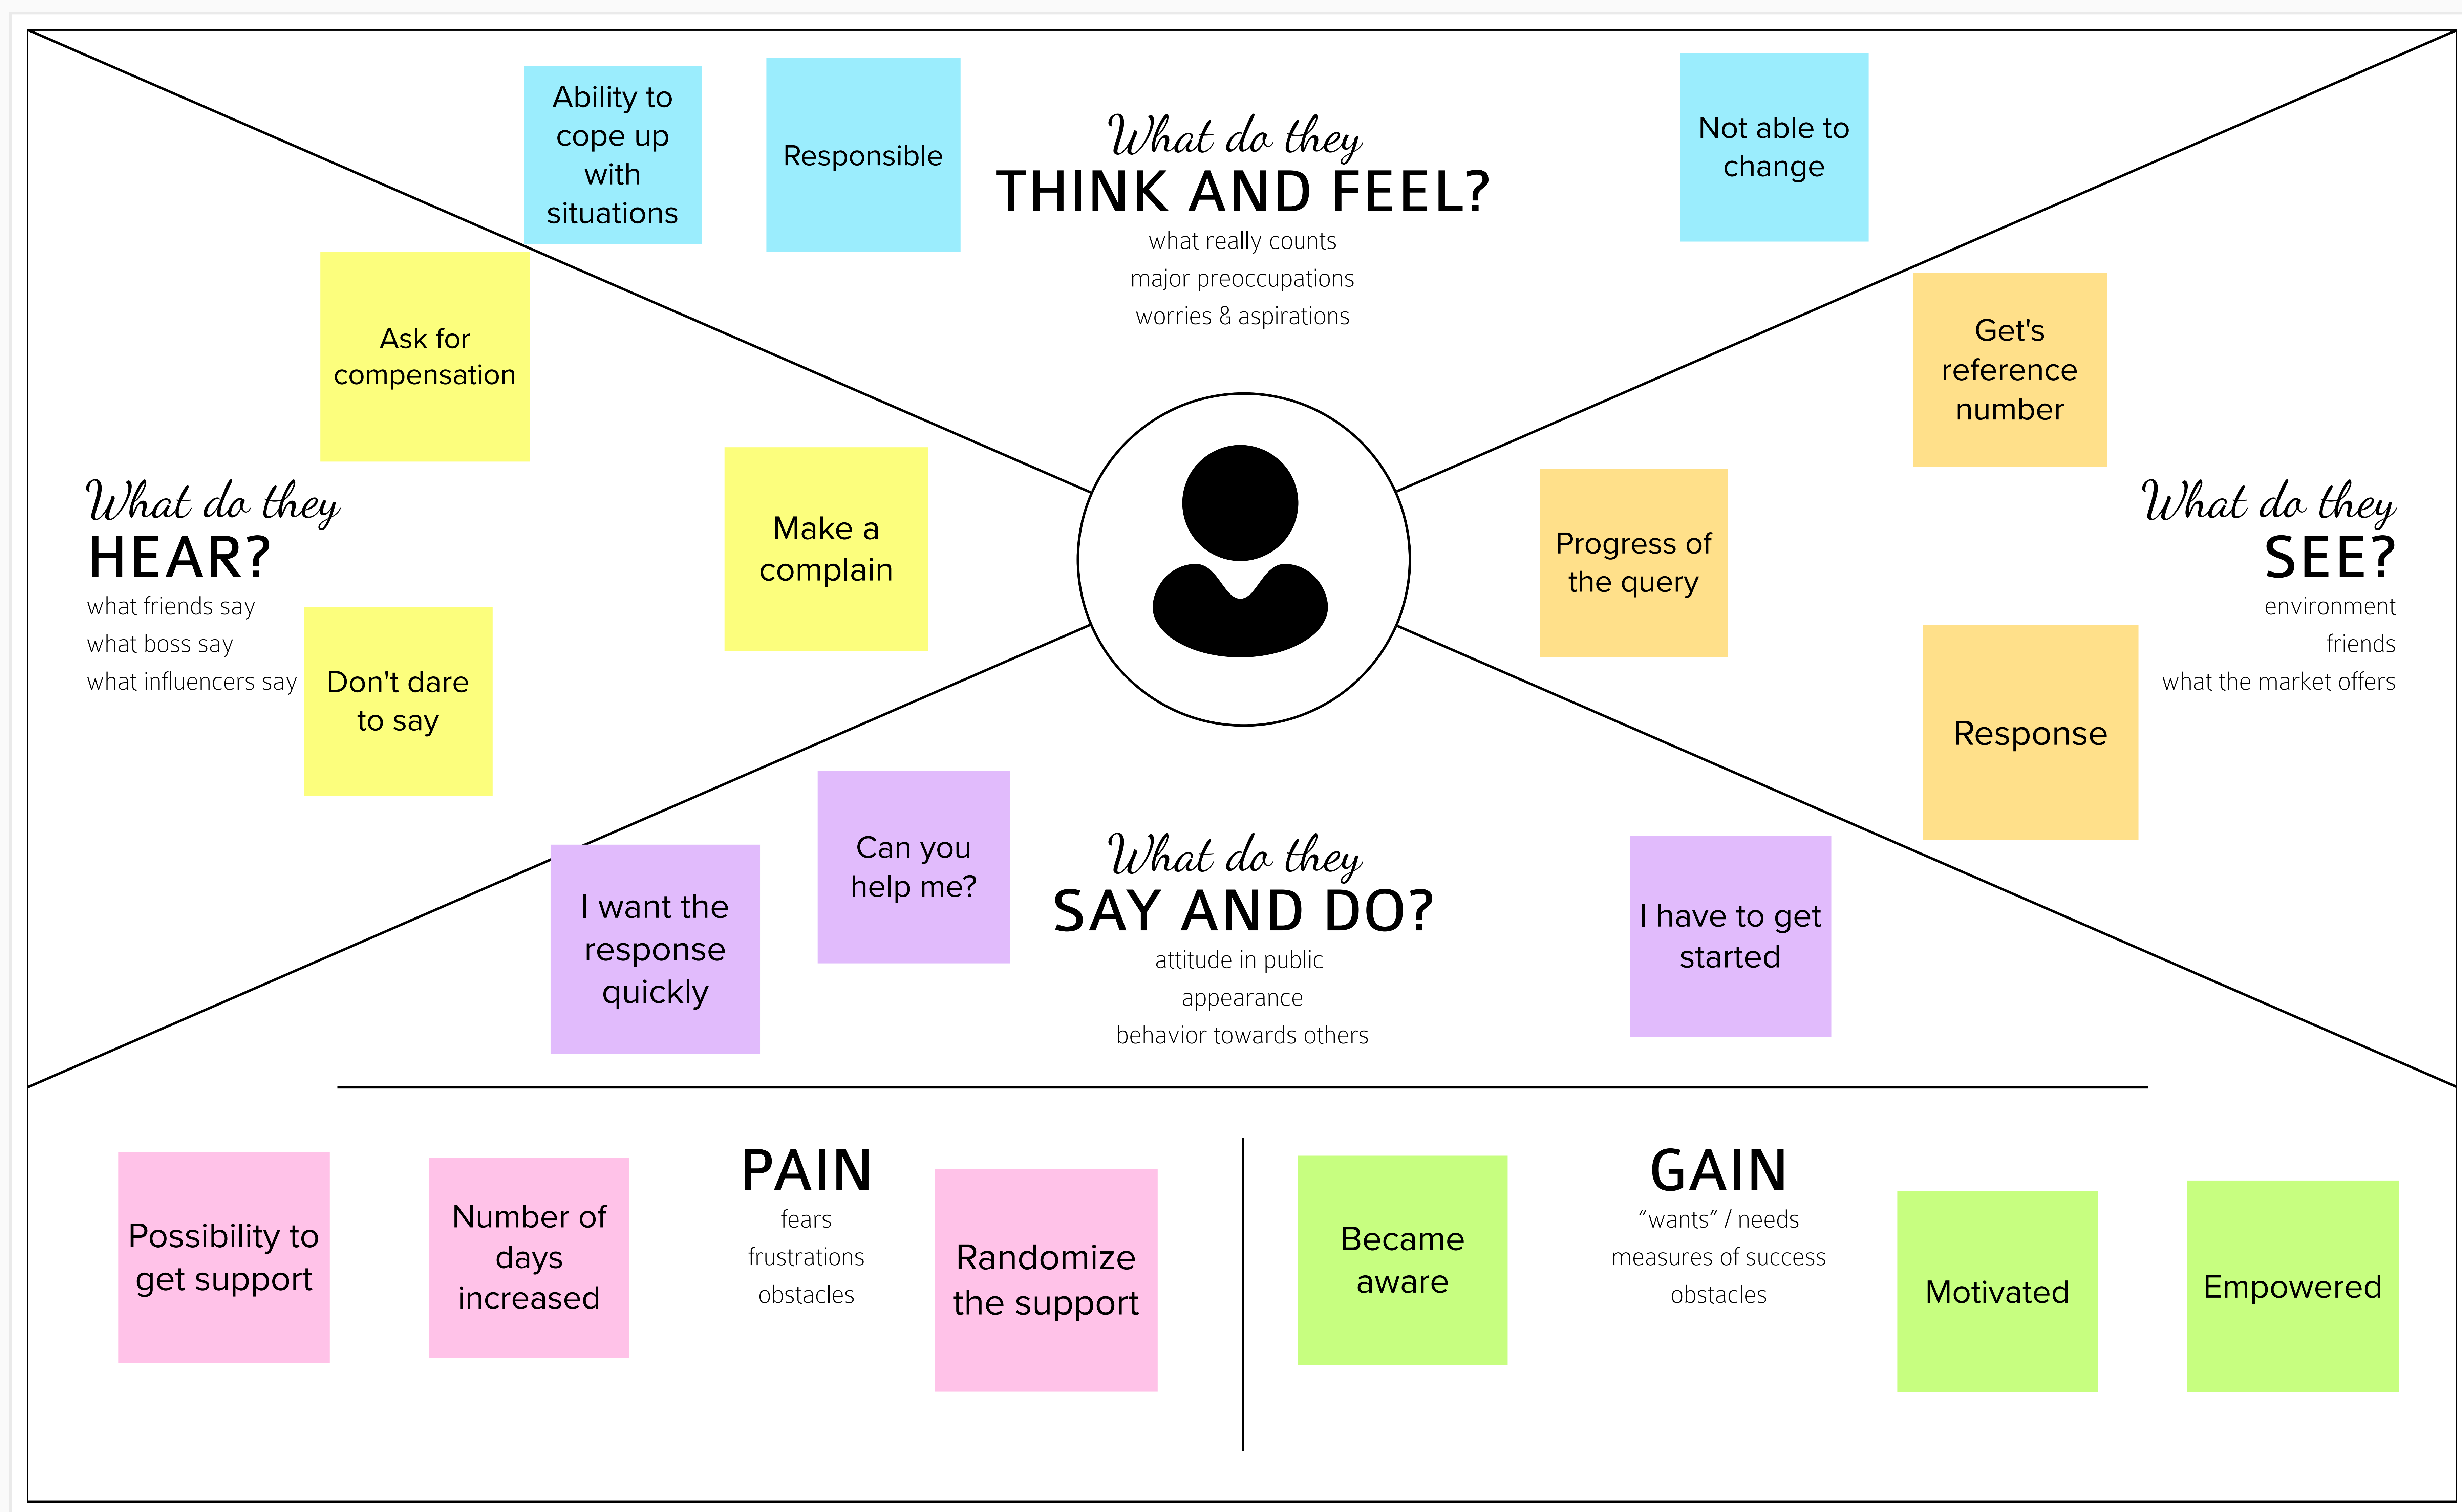 Ability to
cope up
with
situations
Responsible
What do they
THINK AND FEEL?
what really counts
major preoccupations
worries & aspirations
Not able to
change
Ask for
compensation
Make a
complain
What do they
HEAR?
what friends say
what boss say
what influencers say
Don't dare
to say
Get's
reference
number
Progress of
the query
What do they
SEE?
environment
friends
what the market offers
Response
I want the
response
quickly
Can you
help me?
What do they
SAY AND DO?
attitude in public
appearance
behavior towards others
I have to get
started
Possibility to
get support
Number of
days
increased
PAIN
fears
frustrations
obstacles
Randomize
the support
Became
aware
GAIN
“wants” / needs
measures of success
obstacles
Motivated
Empowered